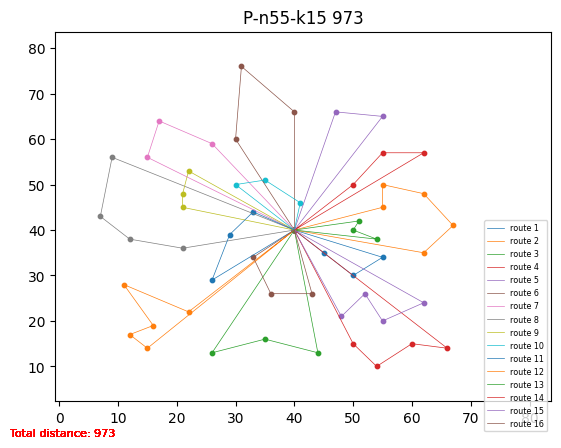 P-n55-k15 973
80
70
60
50
40
30
20
10
0 10 20 30 40 50 60 70 80
route 1
route 2
route 3
route 4
route 5
route 6
route 7
route 8
route 9
route 10
route 11
route 12
route 13
route 14
route 15
route 16
Total distance: 973